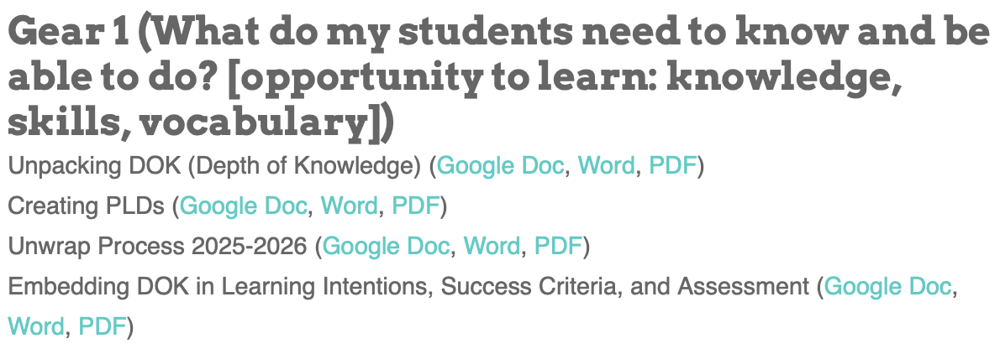 Gear 1 (What do my students need to know and be
able to do? [opportunity to learn: knowledge,
skills, vocabulary])
Unpacking DOK (Depth of Knowledge) (Google Doc, Word, PDF)
Creating PLDs (Google Doc, Word, PDF)
Unwrap Process 2025-2026 (Google Doc, Word, PDF)
Embedding DOK in Learning Intentions, Success Criteria, and Assessment (Google Doc,
Word, PDF)